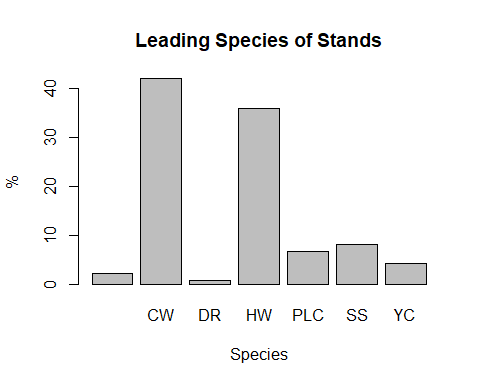 Leading Species of Stands
%
40
30
20
10
0
CW DR HW PLC SS YC
Species